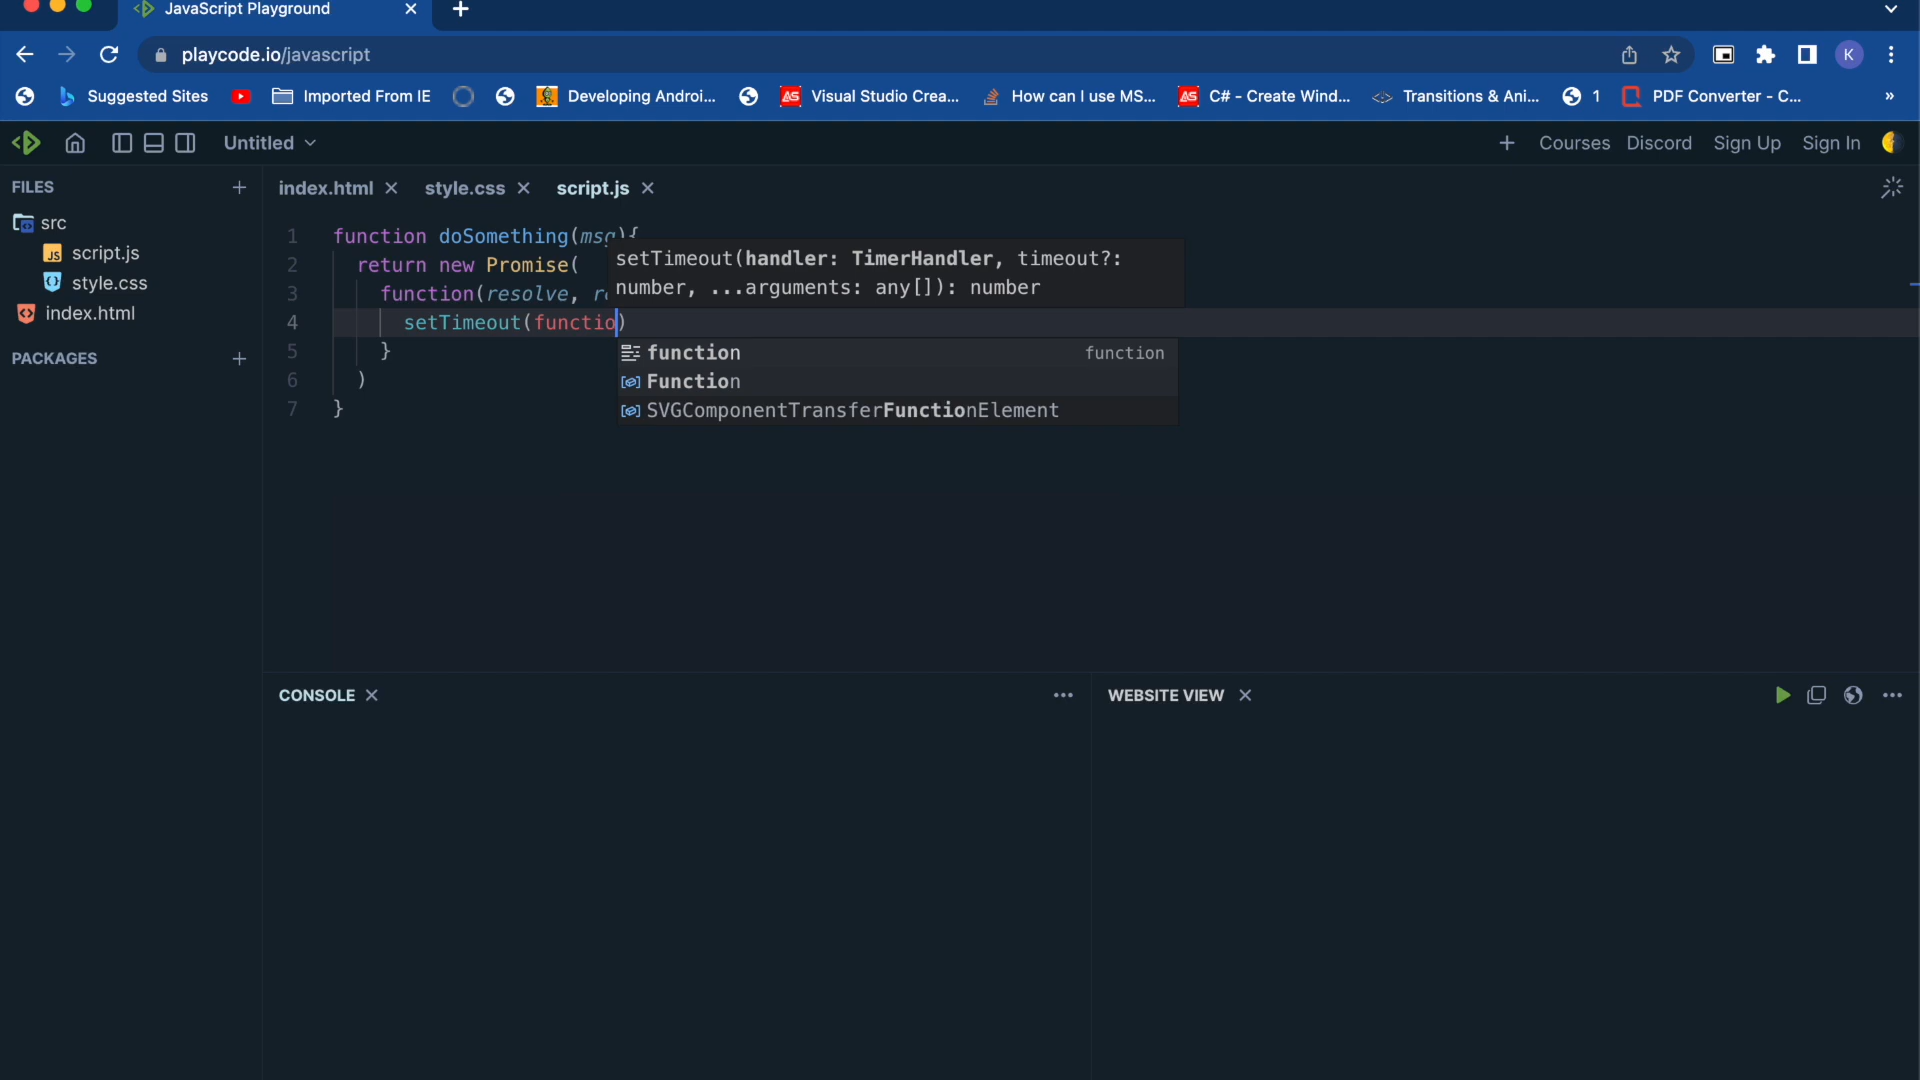 JavaScript Playground
playcode.io/javascript
K
Suggested Sites
Imported From IE
Developing Androi...
Visual Studio Crea...
How can I use MS...
C# - Create Wind...
Transitions & Ani...
1
PDF Converter - C...
»
Untitled
Courses
Discord
Sign Up
Sign In
FILES
index.html
style.css
script.js
src
script.js
style.css
index.html
PACKAGES
1 function doSomething(msg){
2 return new Promise(
3 function(resolve, re
4 setTimeout(functio)
5 }
6 )
7 }
setTimeout(handler: TimerHandler, timeout?:
number, ...arguments: any[]): number
function function
Function
SVGComponentTransferFunctionElement
CONSOLE
WEBSITE VIEW